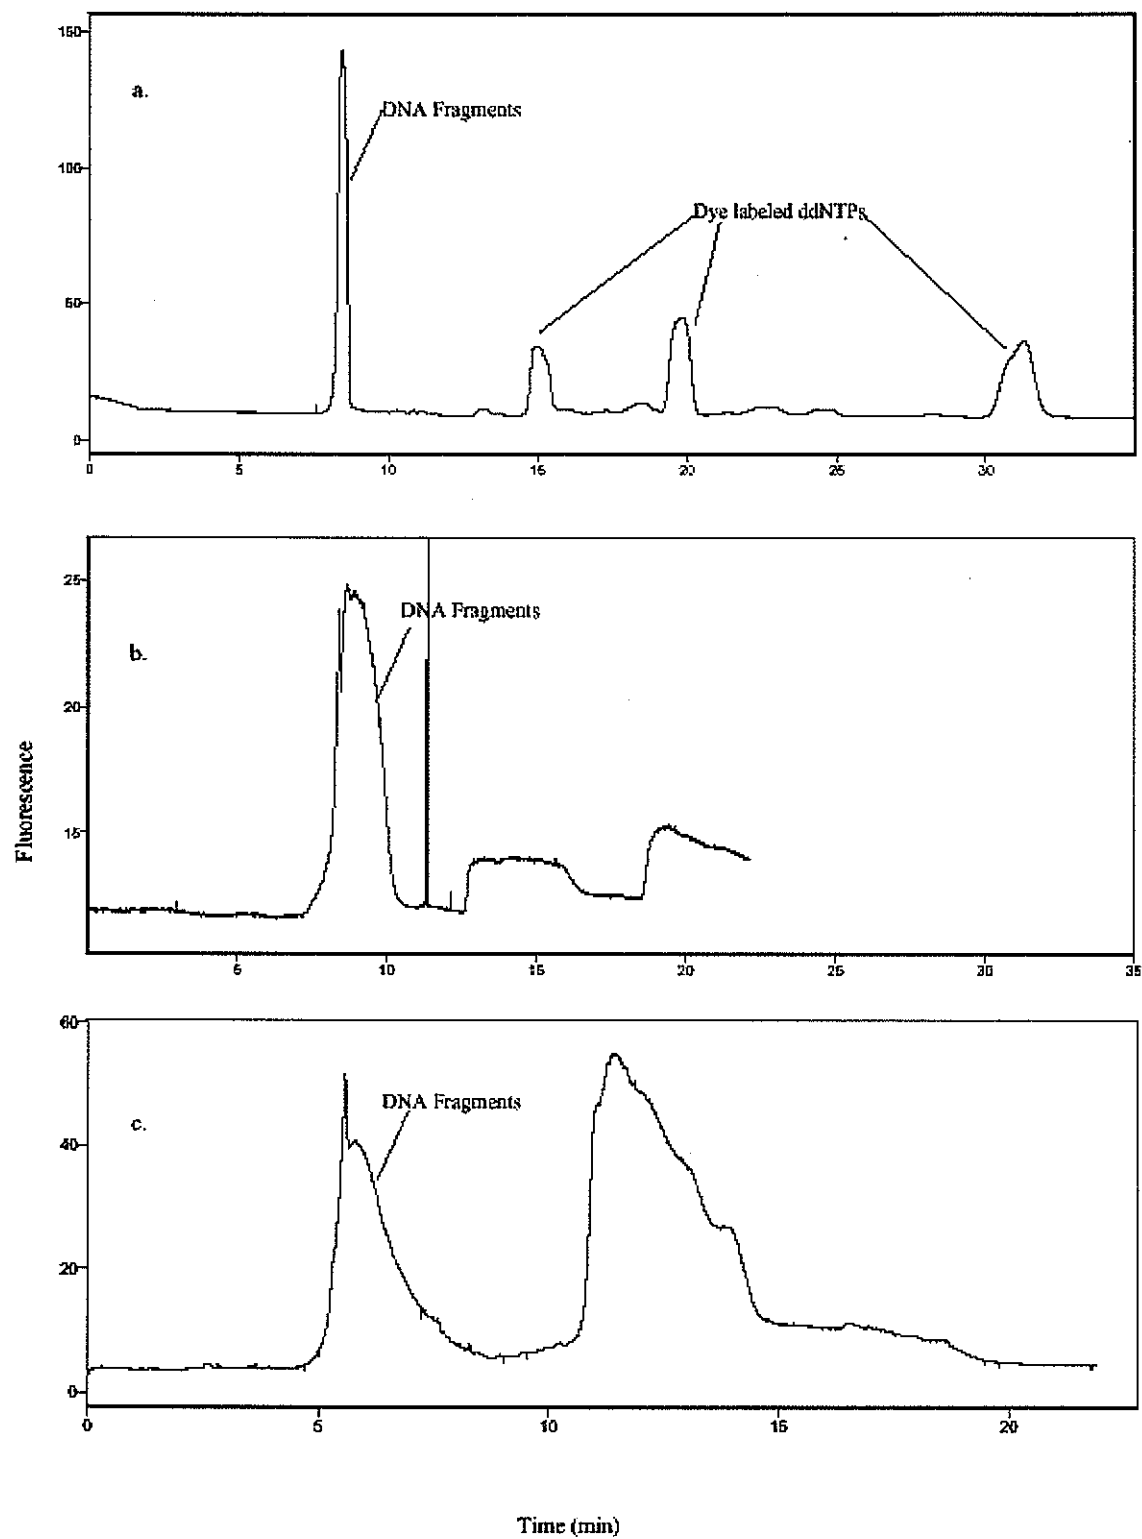 150
a.
DNA Fragments
100
Dye labeled ddNTPs
50
0
0 5 10 15 20 25 30
25
DNA Fragments
b.
20
15
5 10 15 20 25 30 35
Fluorescence
60
DNA Fragments
c.
40
20
0
0 5 10 15 20
Time (min)